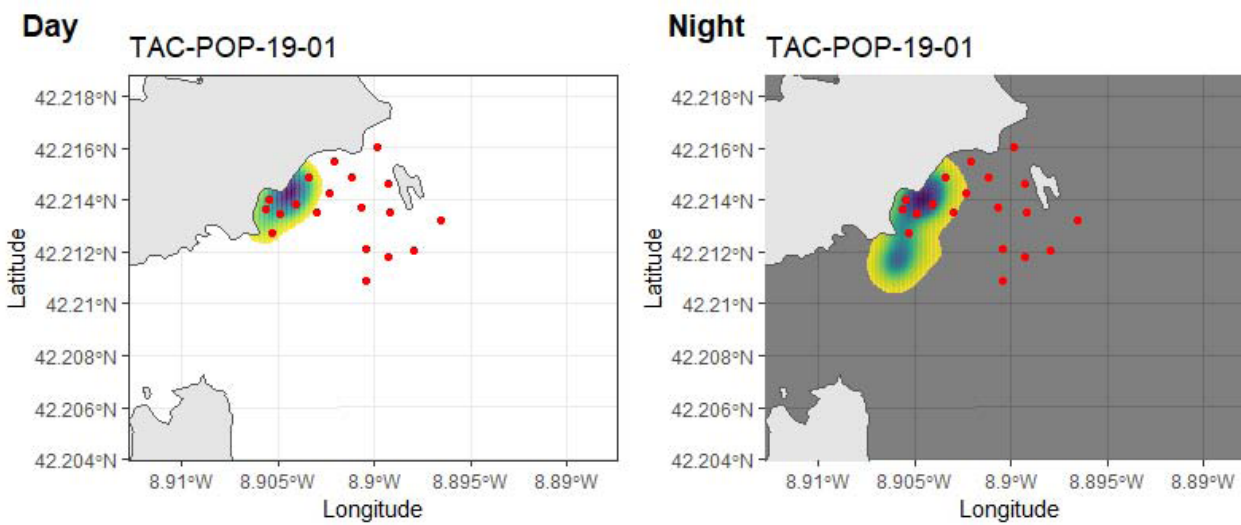 Day
TAC-POP-19-01
42.218°N
42.216°N
42.214°N
42.212°N
42.21°N
42.208°N
42.206°N
42.204°N
Latitude
8.91°W
8.905°W
8.9°W
8.895°W
8.89°W
Longitude
Night
TAC-POP-19-01
42.218°N
42.216°N
42.214°N
42.212°N
42.21°N
42.208°N
42.206°N
42.204°N
Latitude
8.91°W
8.905°W
8.9°W
8.895°W
8.89°W
Longitude